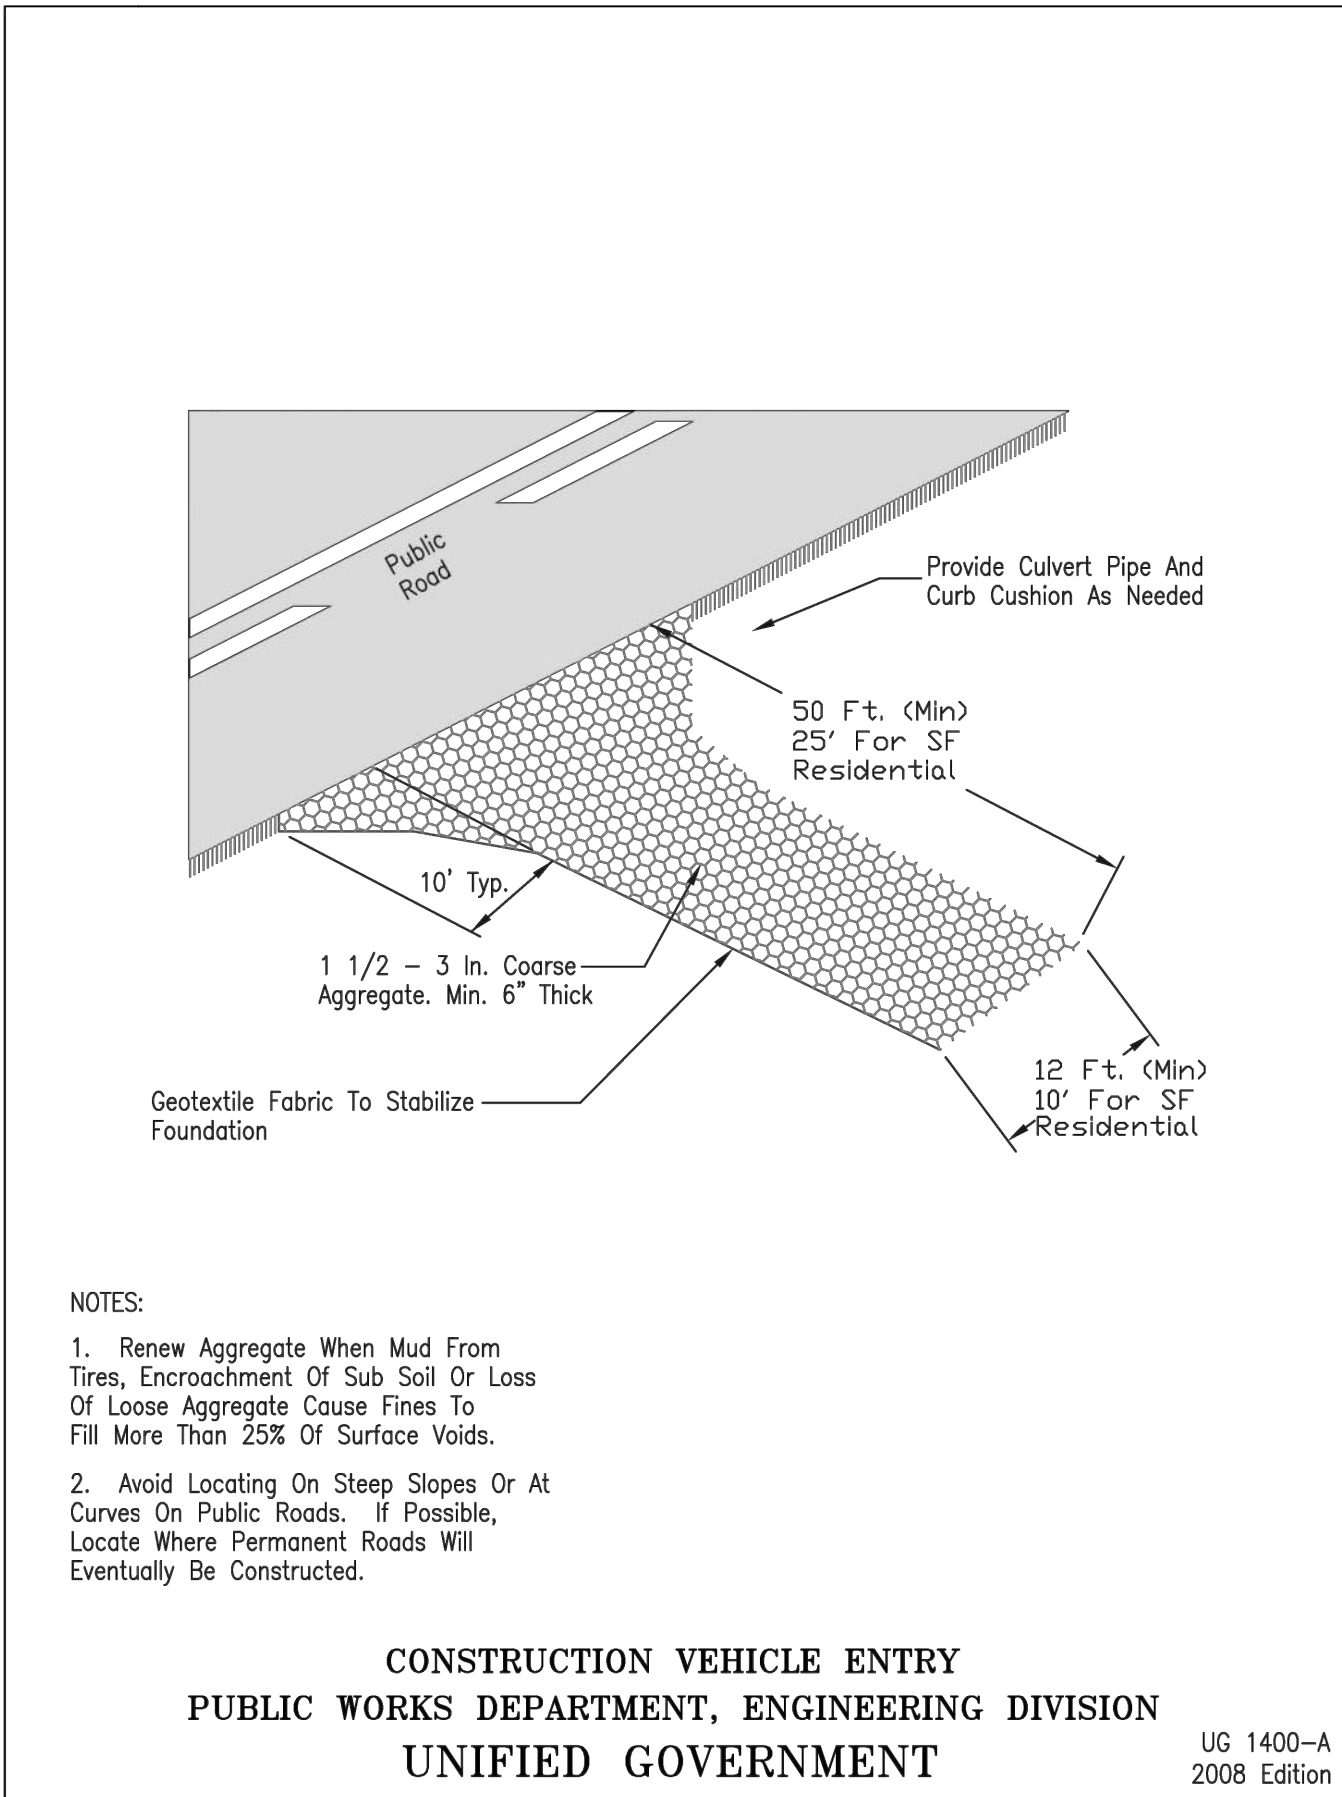 Public
Road
Provide Culvert Pipe And
Curb Cushion As Needed
50 Ft. (Min)
25' For SF
Residential
10' Typ.
1 1/2 – 3 In. Coarse
Aggregate. Min. 6" Thick
12 Ft. (Min)
10' For SF
Residential
Geotextile Fabric To Stabilize
Foundation
NOTES:
1. Renew Aggregate When Mud From
Tires, Encroachment Of Sub Soil Or Loss
Of Loose Aggregate Cause Fines To
Fill More Than 25% Of Surface Voids.
2. Avoid Locating On Steep Slopes Or At
Curves On Public Roads. If Possible,
Locate Where Permanent Roads Will
Eventually Be Constructed.
CONSTRUCTION VEHICLE ENTRY
PUBLIC WORKS DEPARTMENT, ENGINEERING DIVISION
UNIFIED GOVERNMENT
UG 1400–A
2008 Edition